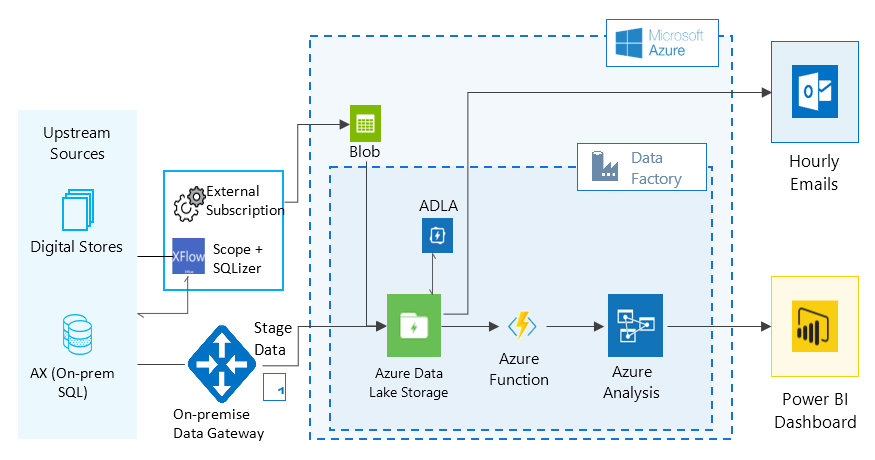 Microsoft
Azure
Upstream
Sources
Digital Stores
AX (On-prem
SQL)
External
Subscription
XFlow
Scope +
SQLizer
On-premise
Data Gateway
Stage
Data
1
Blob
Data
Factory
ADLA
Azure Data
Lake Storage
Azure
Function
Azure
Analysis
Hourly
Emails
Power BI
Dashboard